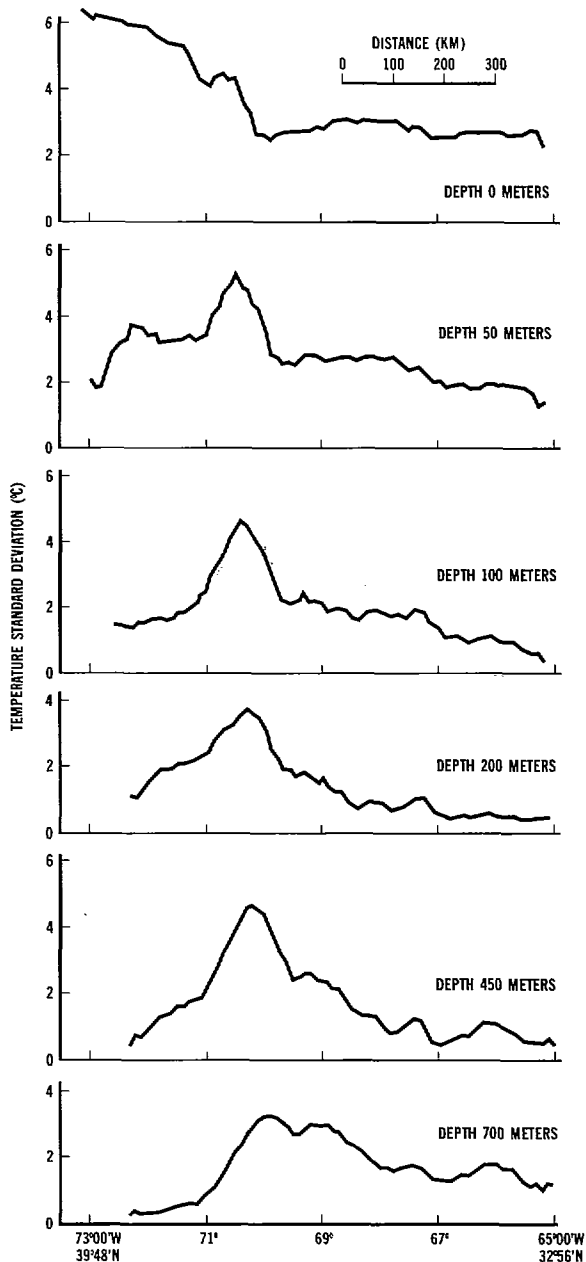 6
4
2
0
DISTANCE (KM)
0 100 200 300
DEPTH 0 METERS
6
4
2
0
DEPTH 50 METERS
6
4
2
0
DEPTH 100 METERS
TEMPERATURE STANDARD DEVIATION (°C)
4
2
0
DEPTH 200 METERS
6
4
2
0
DEPTH 450 METERS
4
2
0
DEPTH 700 METERS
73°00'W 71° 69° 67° 65°00'W
39°48'N 32°56'N